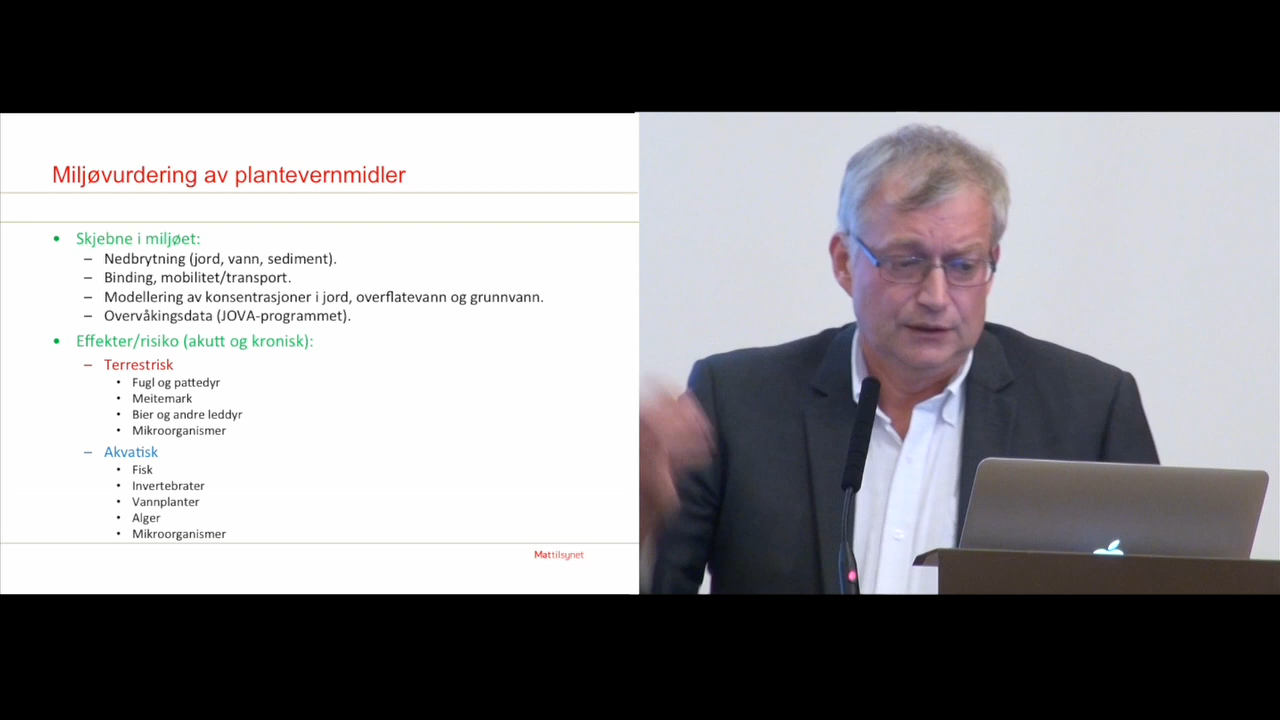 Miljøvurdering av plantevernmidler
• Skjebne i miljøet:
– Nedbrytning (jord, vann, sediment).
– Binding, mobilitet/transport.
– Modellering av konsentrasjoner i jord, overflatevann og grunnvann.
– Overvåkingsdata (JOVA-programmet).
• Effekter/risiko (akutt og kronisk):
– Terrestrisk
• Fugl og pattedyr
• Meitemark
• Bier og andre leddyr
• Mikroorganismer
– Akvatisk
• Fisk
• Invertebrater
• Vannplanter
• Alger
• Mikroorganismer
Mattilsynet